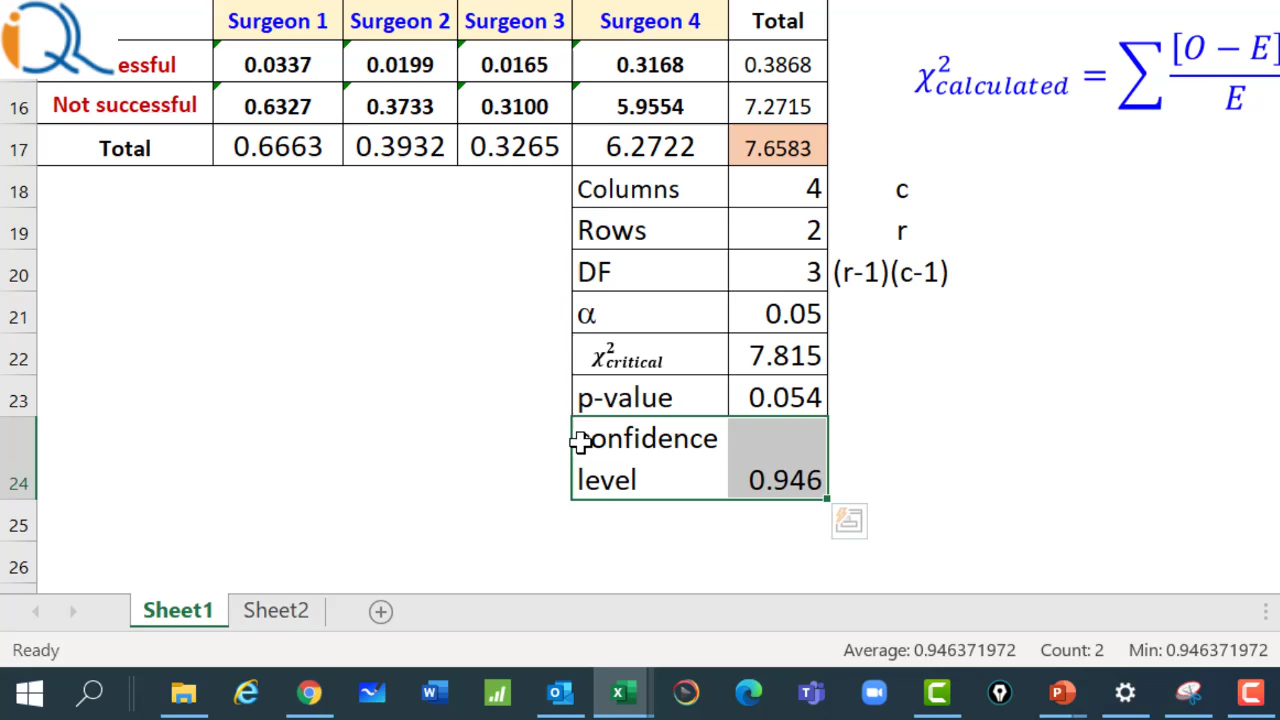 iQ
Surgeon 1 Surgeon 2 Surgeon 3 Surgeon 4 Total
essful 0.0337 0.0199 0.0165 0.3168 0.3868
16 Not successful 0.6327 0.3733 0.3100 5.9554 7.2715
17 Total 0.6663 0.3932 0.3265 6.2722 7.6583
χ²calculated = ∑ [O − E] / E
18 Columns 4 c
19 Rows 2 r
20 DF 3 (r-1)(c-1)
21 α 0.05
22 χ²critical 7.815
23 p-value 0.054
confidence
24 level 0.946
25
26
Sheet1 Sheet2
Ready Average: 0.946371972 Count: 2 Min: 0.946371972